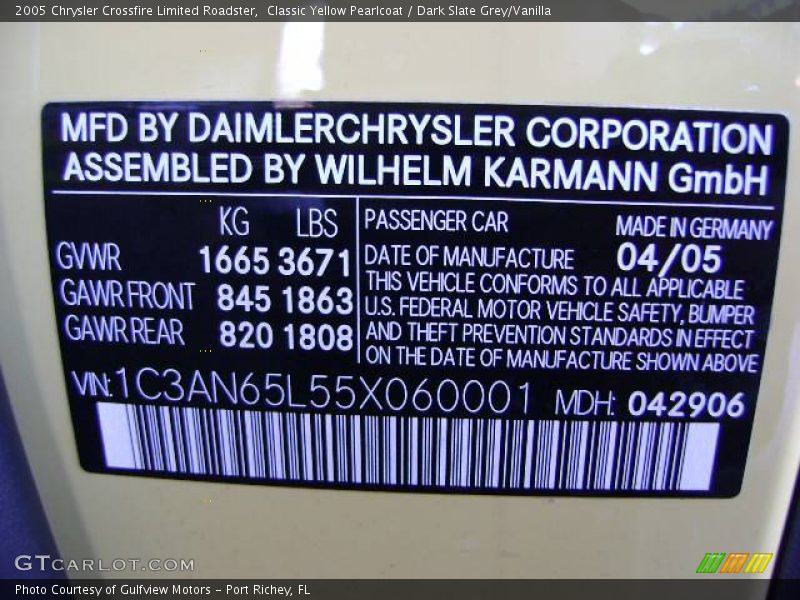 2005 Chrysler Crossfire Limited Roadster, Classic Yellow Pearlcoat / Dark Slate Grey/Vanilla
MFD BY DAIMLERCHRYSLER CORPORATION
ASSEMBLED BY WILHELM KARMANN GmbH
KG LBS
GVWR 1665 3671
GAWR FRONT 845 1863
GAWR REAR 820 1808
PASSENGER CAR MADE IN GERMANY
DATE OF MANUFACTURE 04/05
THIS VEHICLE CONFORMS TO ALL APPLICABLE
U.S. FEDERAL MOTOR VEHICLE SAFETY, BUMPER
AND THEFT PREVENTION STANDARDS IN EFFECT
ON THE DATE OF MANUFACTURE SHOWN ABOVE
VIN: 1C3AN65L55X060001 MDH: 042906
GTCARLOT.COM
Photo Courtesy of Gulfview Motors - Port Richey, FL